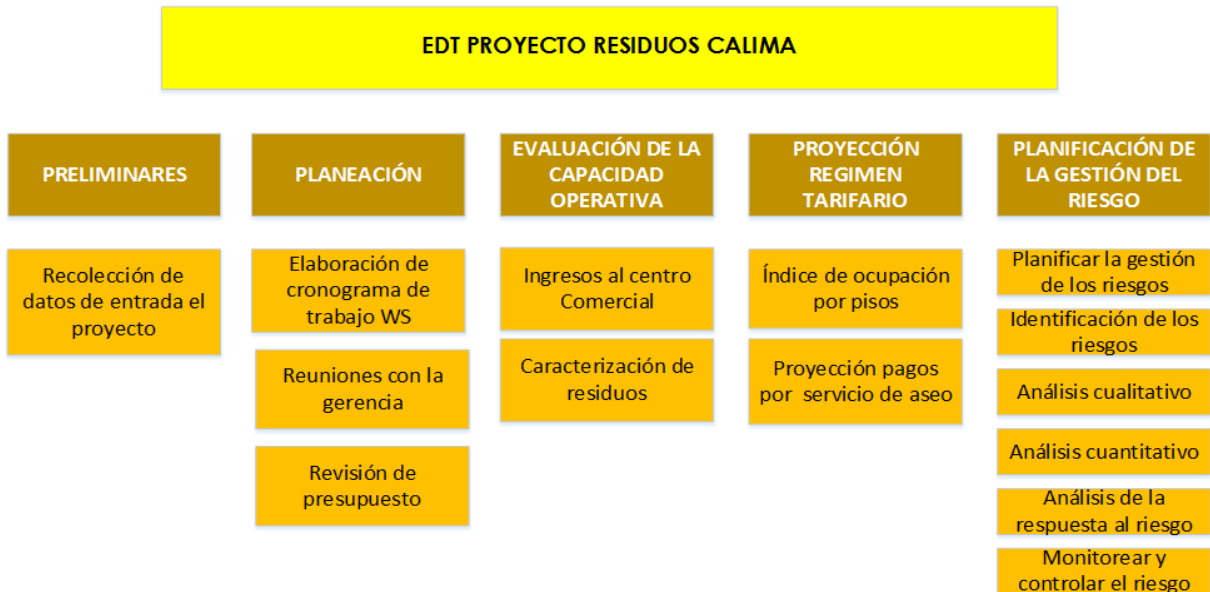 EDT PROYECTO RESIDUOS CALIMA
PRELIMINARES
Recolección de
datos de entrada el
proyecto
PLANEACIÓN
Elaboración de
cronograma de
trabajo WS
Reuniones con la
gerencia
Revisión de
presupuesto
EVALUACIÓN DE LA
CAPACIDAD
OPERATIVA
Ingresos al centro
Comercial
Caracterización de
residuos
PROYECCIÓN
REGIMEN
TARIFARIO
Índice de ocupación
por pisos
Proyección pagos
por servicio de aseo
PLANIFICACIÓN DE
LA GESTIÓN DEL
RIESGO
Planificar la gestión
de los riesgos
Identificación de los
riesgos
Análisis cualitativo
Análisis cuantitativo
Análisis de la
respuesta al riesgo
Monitorear y
controlar el riesgo